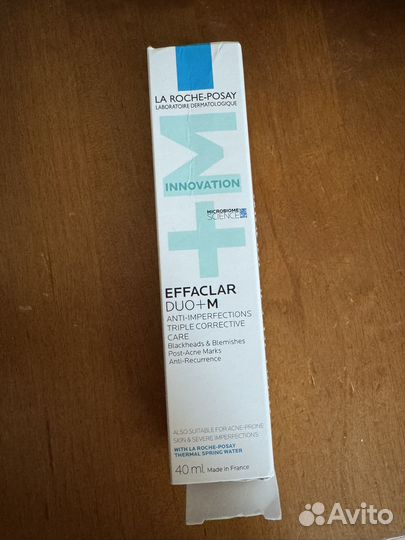 LA ROCHE-POSAY
LABORATOIRE DERMATOLOGIQUE
+M
INNOVATION
MICROBIOME
SCIENCE
EFFACLAR
DUO+M
ANTI-IMPERFECTIONS
TRIPLE CORRECTIVE
CARE
Blackheads & Blemishes
Post-Acne Marks
Anti-Recurrence
ALSO SUITABLE FOR ACNE-PRONE
SKIN & SEVERE IMPERFECTIONS
WITH LA ROCHE-POSAY
THERMAL SPRING WATER
40 ml Made in France
Avito